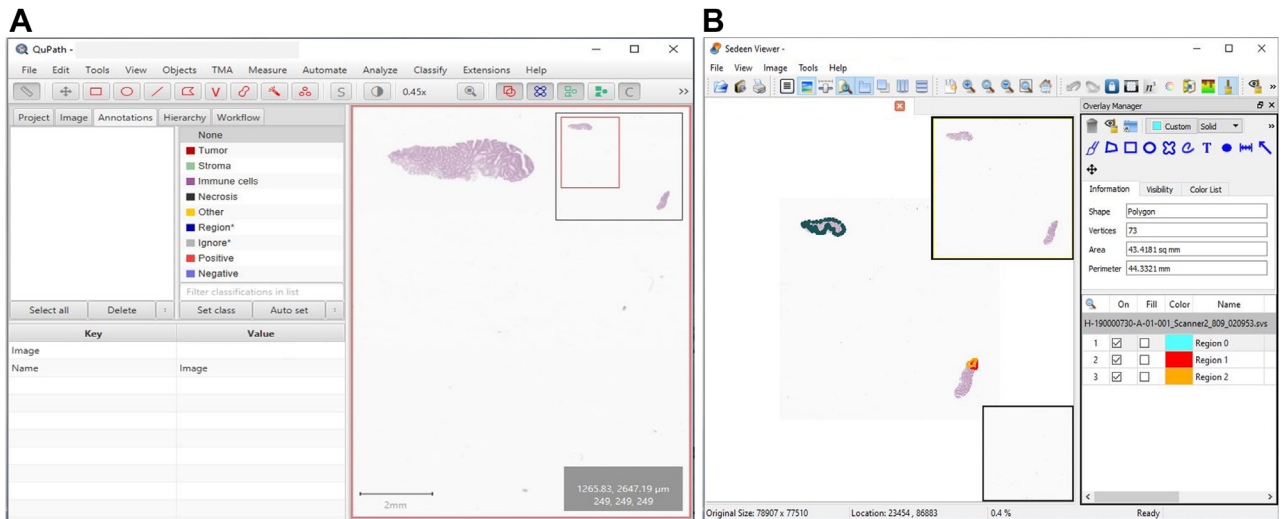 A
QuPath -
File Edit Tools View Objects TMA Measure Automate Analyze Classify Extensions Help
V S 0.45x C >>
Project Image Annotations Hierarchy Workflow
None
Tumor
Stroma
Immune cells
Necrosis
Other
Region*
Ignore*
Positive
Negative
Filter classifications in list
Select all Delete Set class Auto set
Key Value
Image
Name Image
2mm
1265.83, 2647.19 µm
249, 249, 249
B
Sedeen Viewer -
File View Image Tools Help
Overlay Manager
Custom Solid >>
T
Information Visibility Color List
Shape Polygon
Vertices 73
Area 43.4181 sq mm
Perimeter 44.3321 mm
On Fill Color Name
H-190000730-A-01-001_Scanner2_809_020953.svs
1 Region 0
2 Region 1
3 Region 2
Original Size: 78907 x 77510 Location: 23454 , 86883 0.4 % Ready